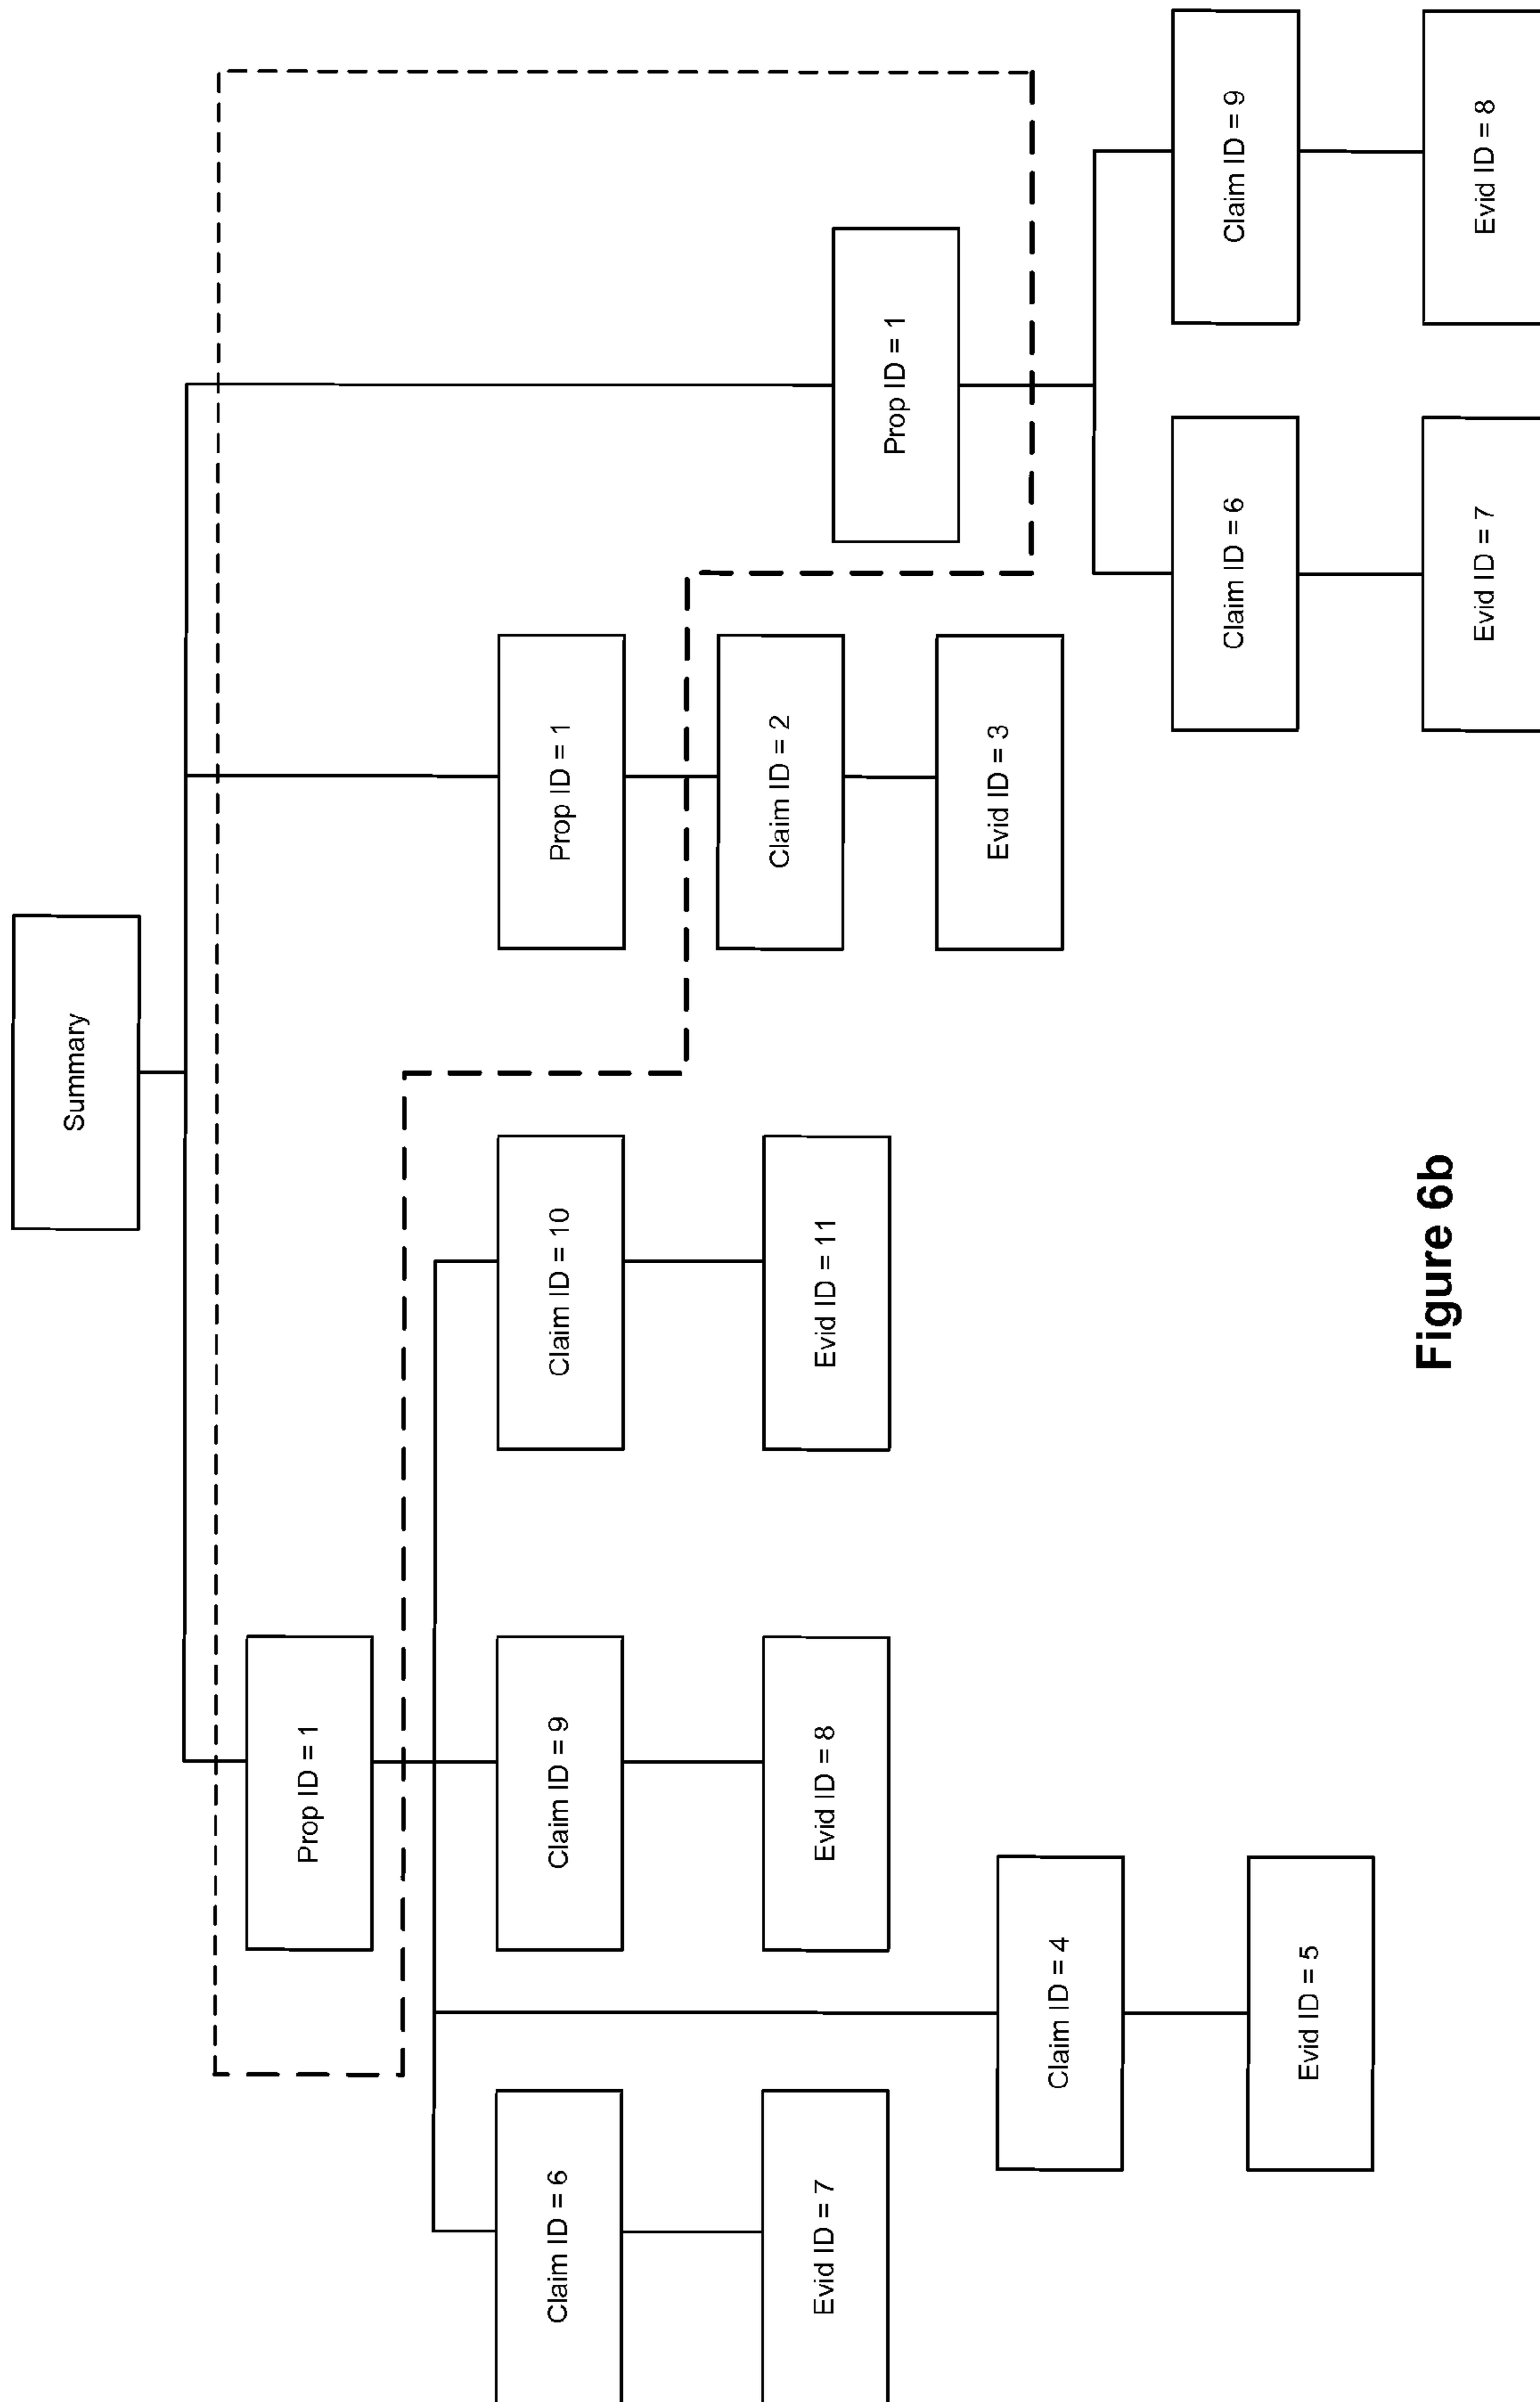 Summary
Prop ID = 1
Prop ID = 1
Prop ID = 1
Claim ID = 6
Claim ID = 9
Claim ID = 10
Claim ID = 2
Evid ID = 7
Evid ID = 8
Evid ID = 11
Evid ID = 3
Claim ID = 4
Evid ID = 5
Claim ID = 6
Claim ID = 9
Evid ID = 7
Evid ID = 8
Figure 6b